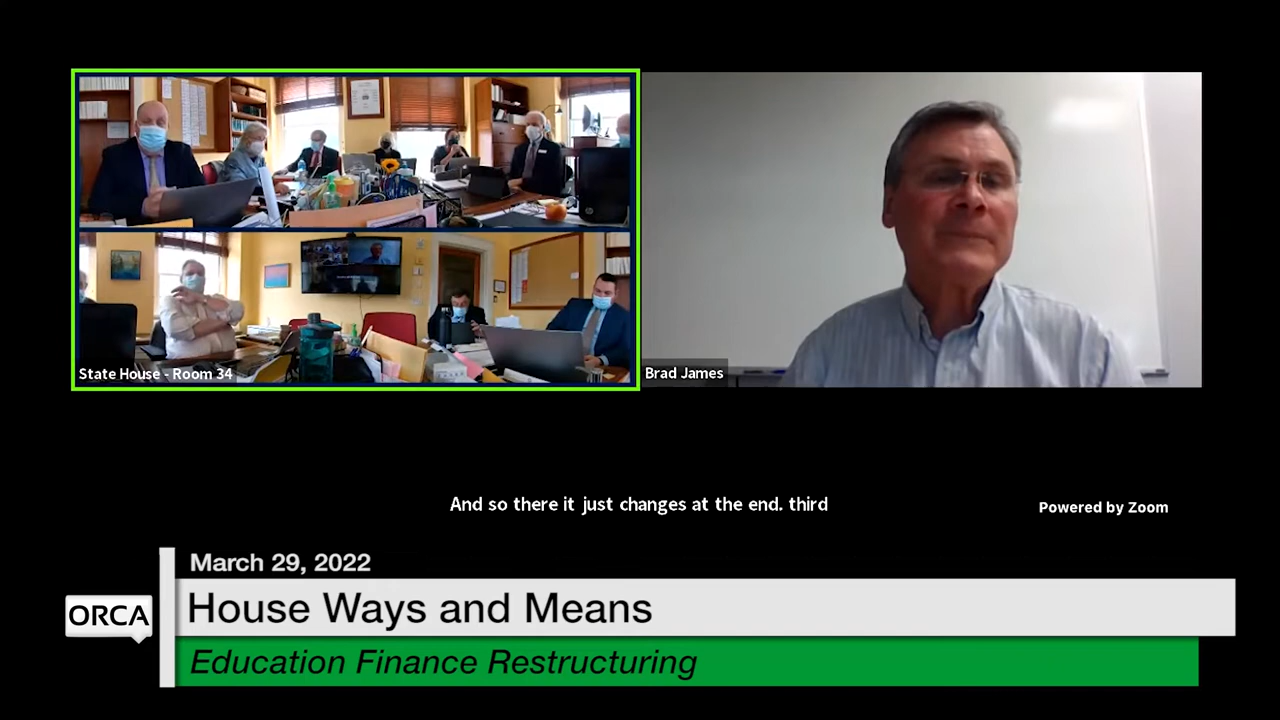 State House - Room 34
Brad James
And so there it just changes at the end. third
Powered by Zoom
March 29, 2022
ORCA
House Ways and Means
Education Finance Restructuring